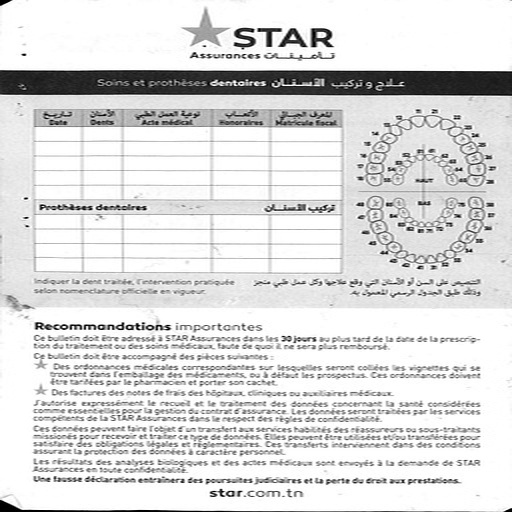 STAR
Assurances تـأمـيـنـات
Soins et prothèses dentaires علاج و تركيب الأسنـان
تـاريـخ الأسنان نوعية العمل الطبي الأتعـاب المعرف الجبـائي
Date Dents Acte médical Honoraires Matricule fiscal
Prothèses dentaires تركيب الأسنـان
HAUT
BAS
Indiquer la dent traitée, l'intervention pratiquée
selon nomenclature officielle en vigueur.
التنصيص على السن أو الأسنان التي وقع علاجها وكل عمل طبي منجز
وذلك طبق الجدول الرسمي المعمول به.
Recommandations importantes
Ce bulletin doit être adressé à STAR Assurances dans les 30 jours au plus tard de la date de la prescrip-
tion du traitement ou des soins médicaux, faute de quoi il ne sera plus remboursé.
Ce bulletin doit être accompagné des pièces suivantes :
Des ordonnances médicales correspondantes sur lesquelles seront collées les vignettes qui se
trouvent dans l'emballage des médicaments, ou à défaut les prospectus. Ces ordonnances doivent
être tarifées par le pharmacien et porter son cachet.
Des factures des notes de frais des hôpitaux, cliniques ou auxiliaires médicaux.
J'autorise expressément le recueil et le traitement des données concernant la santé considérées
comme essentielles pour la gestion du contrat d'assurance. Les données seront traitées par les services
compétents de la STAR Assurances dans le respect des règles de confidentialité.
Ces données peuvent faire l'objet d'un transfert aux services habilités des réassureurs ou sous-traitants
missionnés pour recevoir et traiter ce type de données. Elles peuvent être utilisées et/ou transférées pour
satisfaire des obligations légales et réglementaires. Ces transferts interviennent dans des conditions
assurant la protection des données à caractère personnel.
Les résultats des analyses biologiques et des actes médicaux sont envoyés à la demande de STAR
Assurances en toute confidentialité.
Une fausse déclaration entraînera des poursuites judiciaires et la perte du droit aux prestations.
star.com.tn